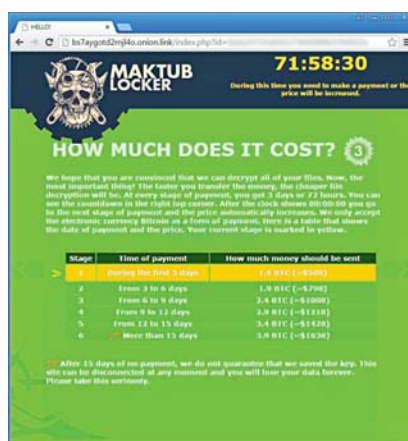 HELLO!
bs7aygotd2mjl4o.onion.link/index.php?id=
MAKTUB
LOCKER
71:58:30
During this time you need to make a payment or the
price will be increased.
HOW MUCH DOES IT COST? 3
We hope that you are convinced that we can decrypt all of your files. Now, the
most important thing! The faster you transfer the money, the cheaper file
decryption will be. At every stage of payment, you get 3 days or 72 hours. You can
see the countdown in the right top corner. After the clock shows 00:00:00 you go
to the next stage of payment and the price automatically increases. We only accept
the electronic currency Bitcoin as a form of payment. Here is a table that shows
the date of payment and the price. Your current stage is marked in yellow.
Stage Time of payment How much money should be sent
> 1 During the first 3 days 1.4 BTC (~$588)
2 From 3 to 6 days 1.9 BTC (~$798)
3 From 6 to 9 days 2.4 BTC (~$1008)
4 From 9 to 12 days 2.9 BTC (~$1218)
5 From 12 to 15 days 3.4 BTC (~$1428)
6 More than 15 days 3.9 BTC (~$1638)
After 15 days of no payment, we do not guarantee that we saved the key. This
site can be disconnected at any moment and you will lose your data forever.
Please take this seriously.